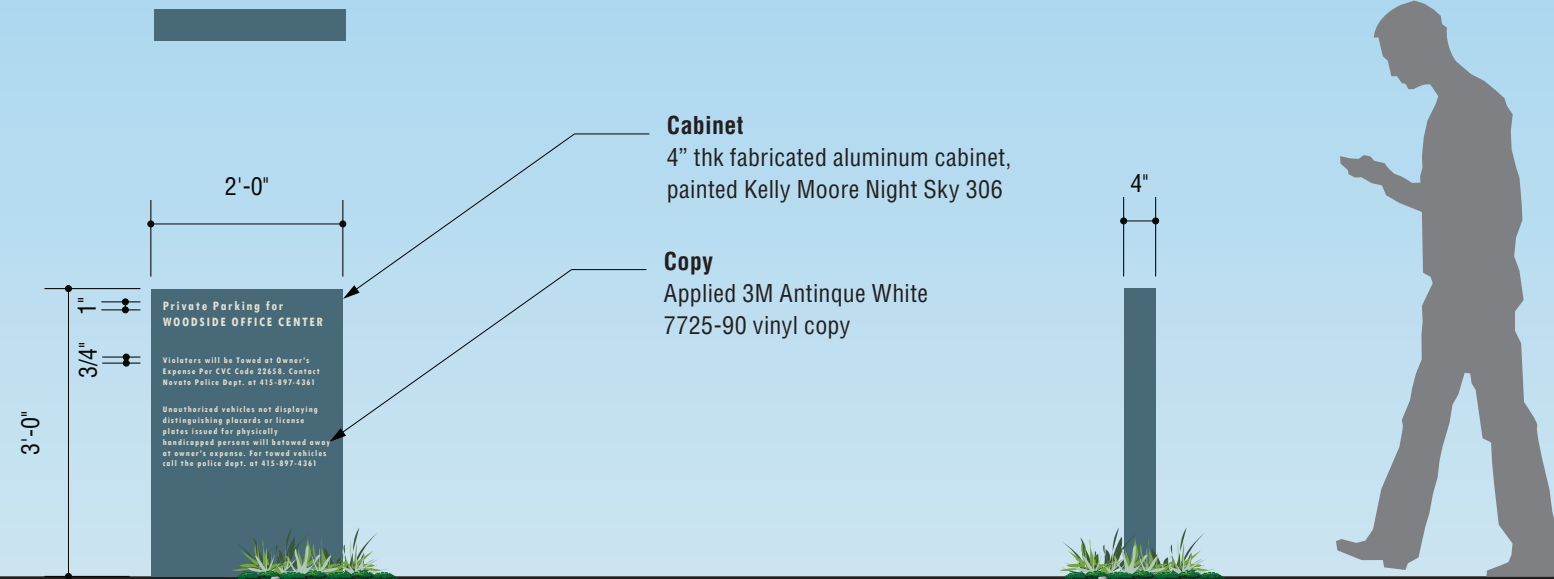 2'-0"
Cabinet
4” thk fabricated aluminum cabinet,
painted Kelly Moore Night Sky 306
4"
Copy
Applied 3M Antinque White
7725-90 vinyl copy
1"
3/4"
3'-0"
Private Parking for
WOODSIDE OFFICE CENTER
Violaters will be Towed at Owner's
Expense Per CVC Code 22658. Contact
Novato Police Dept. at 415-897-4361
Unauthorized vehicles not displaying
distinguishing placards or license
plates issued for physically
handicapped persons will betowed away
at owner's expense. For towed vehicles
call the police dept. at 415-897-4361